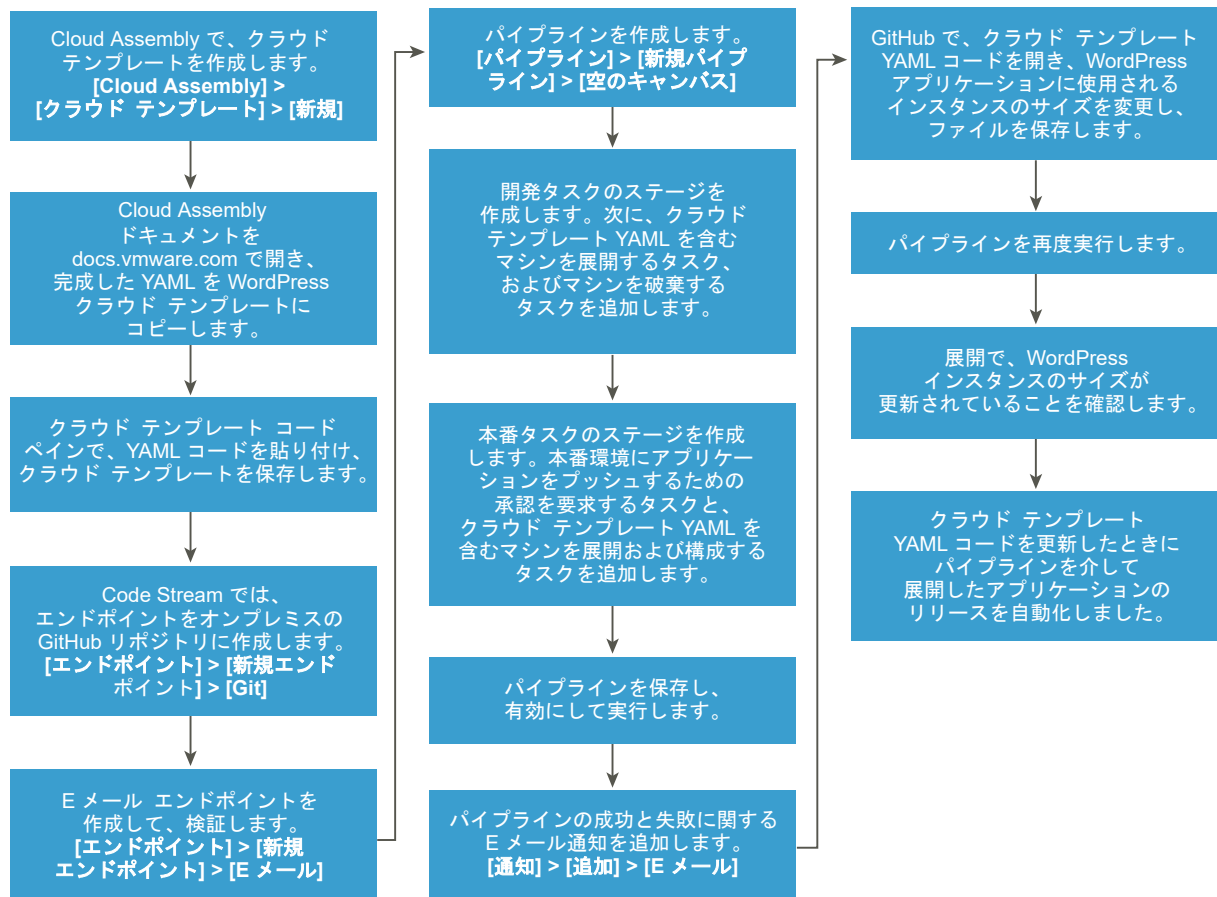 Cloud Assembly で、クラウド
テンプレートを作成します。
[Cloud Assembly] >
[クラウド テンプレート] > [新規]
Cloud Assembly
ドキュメントを
docs.vmware.com で開き、
完成した YAML を WordPress
クラウド テンプレートに
コピーします。
クラウド テンプレート コード
ペインで、YAML コードを貼り付け、
クラウド テンプレートを保存します。
Code Stream では、
エンドポイントをオンプレミスの
GitHub リポジトリに作成します。
[エンドポイント] > [新規エンド
ポイント] > [Git]
E メール エンドポイントを
作成して、検証します。
[エンドポイント] > [新規
エンドポイント] > [E メール]
パイプラインを作成します。
[パイプライン] > [新規パイプ
ライン] > [空のキャンバス]
開発タスクのステージを
作成します。次に、クラウド
テンプレート YAML を含む
マシンを展開するタスク、
およびマシンを破棄する
タスクを追加します。
本番タスクのステージを作成
します。本番環境にアプリケー
ションをプッシュするための
承認を要求するタスクと、
クラウド テンプレート YAML を
含むマシンを展開および構成する
タスクを追加します。
パイプラインを保存し、
有効にして実行します。
パイプラインの成功と失敗に関する
E メール通知を追加します。
[通知] > [追加] > [E メール]
GitHub で、クラウド テンプレート
YAML コードを開き、WordPress
アプリケーションに使用される
インスタンスのサイズを変更し、
ファイルを保存します。
パイプラインを再度実行します。
展開で、WordPress
インスタンスのサイズが
更新されていることを確認します。
クラウド テンプレート
YAML コードを更新したときに
パイプラインを介して
展開したアプリケーションの
リリースを自動化しました。